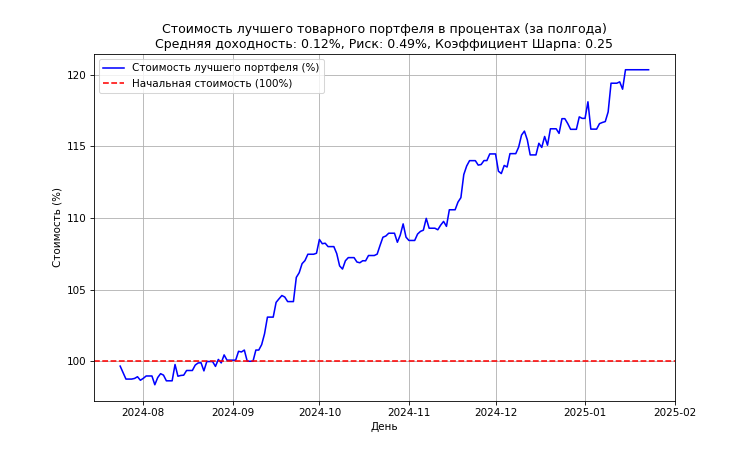 Стоимость лучшего товарного портфеля в процентах (за полгода)
Средняя доходность: 0.12%, Риск: 0.49%, Коэффициент Шарпа: 0.25
Стоимость лучшего портфеля (%)
Начальная стоимость (100%)
Стоимость (%)
120
115
110
105
100
2024-08
2024-09
2024-10
2024-11
2024-12
2025-01
2025-02
День